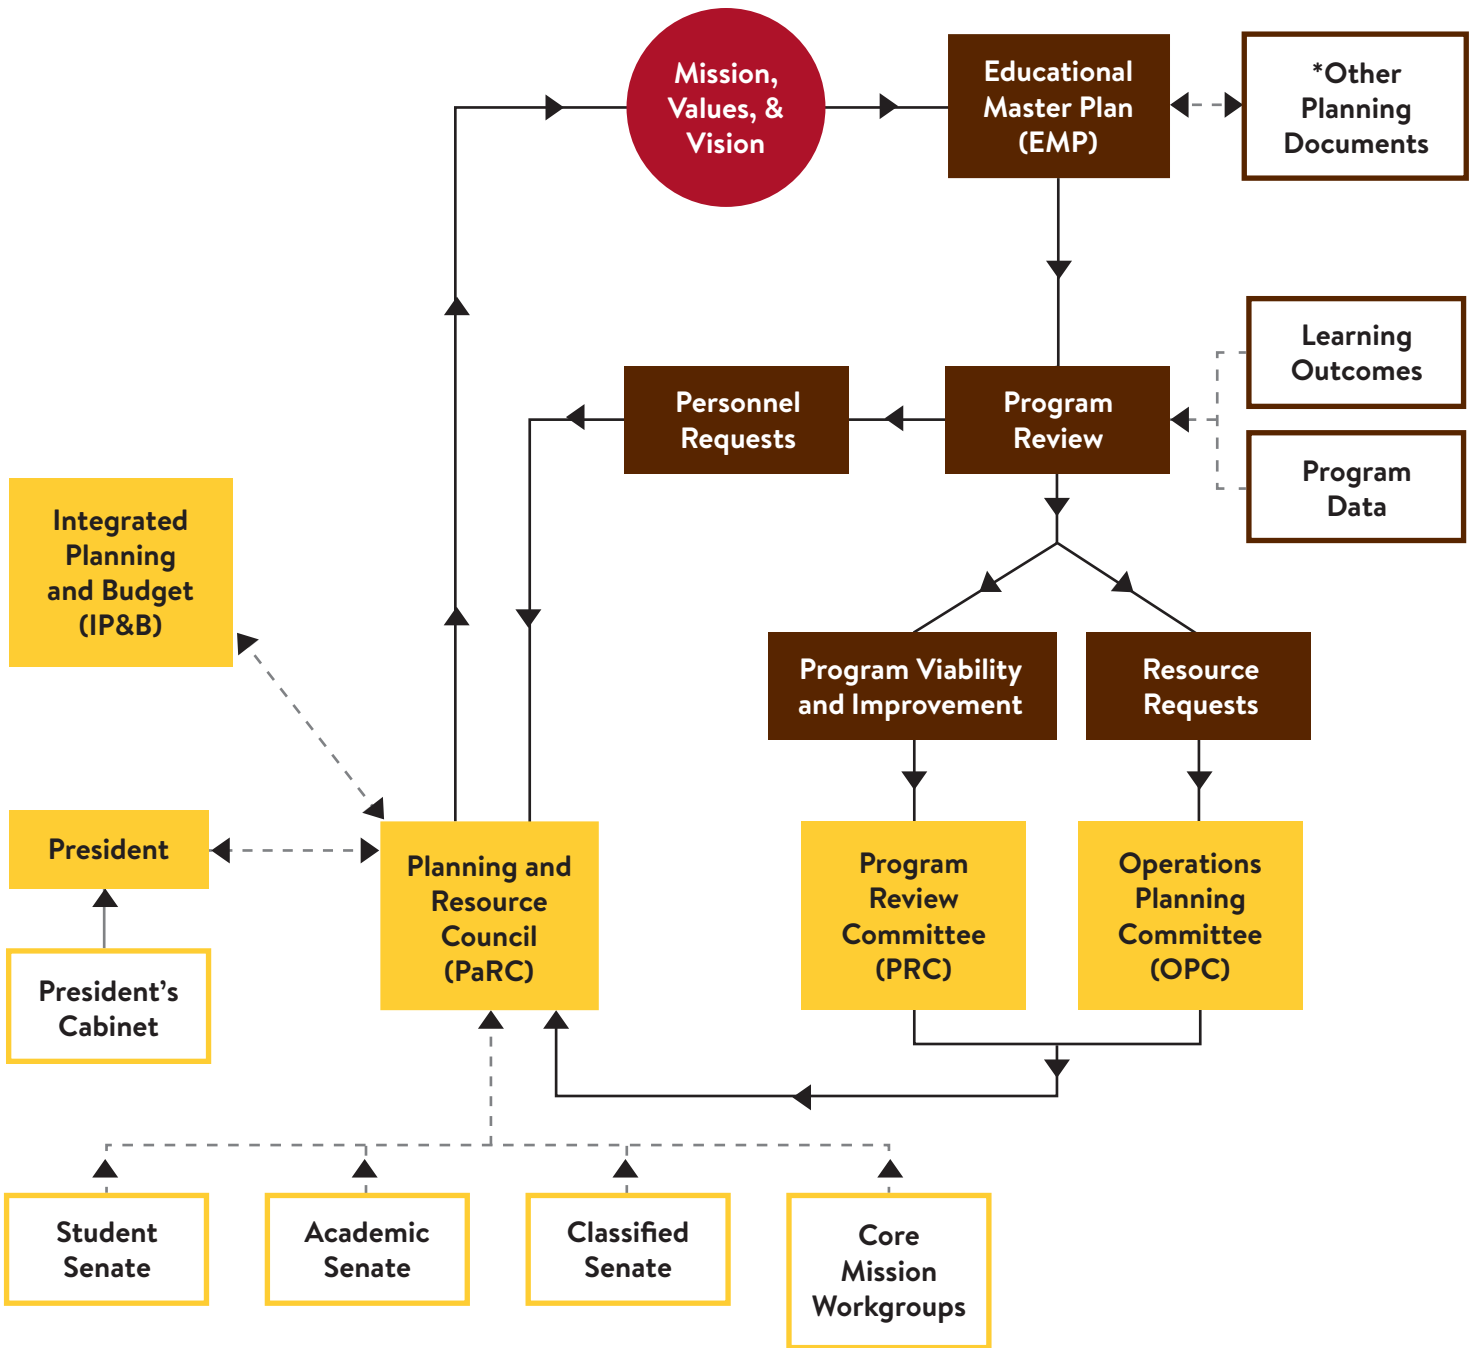 Mission,
Values, &
Vision
Educational
Master Plan
(EMP)
*Other
Planning
Documents
Learning
Outcomes
Personnel
Requests
Program
Review
Program
Data
Integrated
Planning
and Budget
(IP&B)
Program Viability
and Improvement
Resource
Requests
President
Planning and
Resource
Council
(PaRC)
Program
Review
Committee
(PRC)
Operations
Planning
Committee
(OPC)
President’s
Cabinet
Student
Senate
Academic
Senate
Classified
Senate
Core
Mission
Workgroups